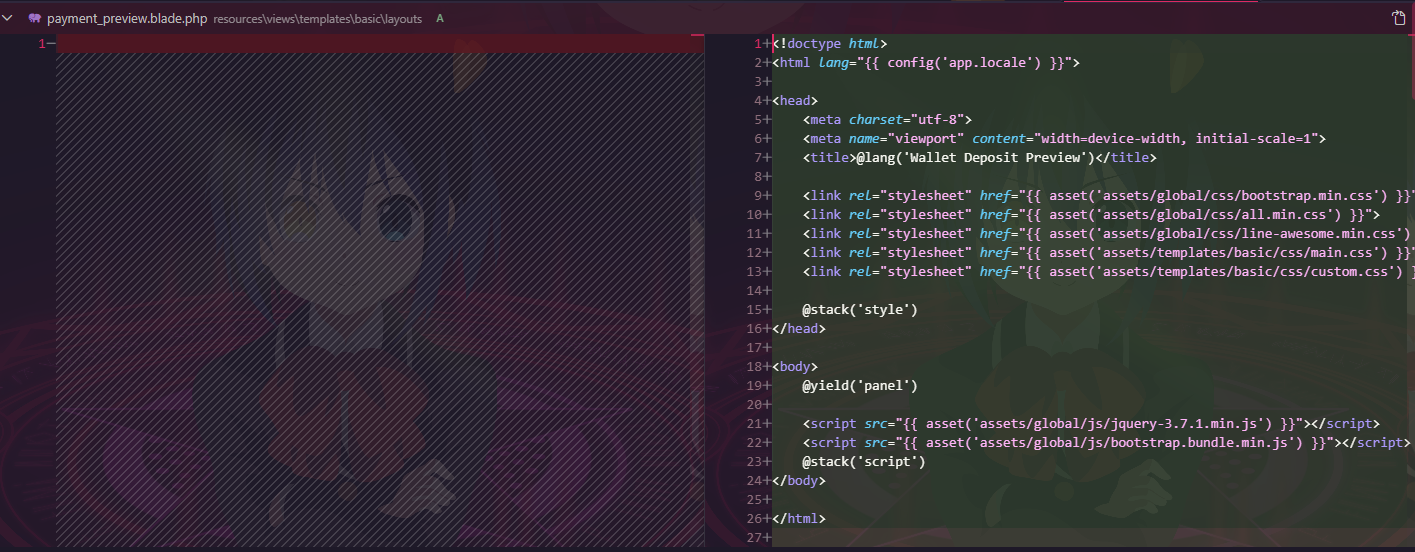 payment_preview.blade.php resources\views\templates\basic\layouts A
1-
1+<!doctype html>
2+<html lang="{{ config('app.locale') }}">
3+
4+<head>
5+    <meta charset="utf-8">
6+    <meta name="viewport" content="width=device-width, initial-scale=1">
7+    <title>@lang('Wallet Deposit Preview')</title>
8+
9+    <link rel="stylesheet" href="{{ asset('assets/global/css/bootstrap.min.css') }}"
10+    <link rel="stylesheet" href="{{ asset('assets/global/css/all.min.css') }}">
11+    <link rel="stylesheet" href="{{ asset('assets/global/css/line-awesome.min.css')
12+    <link rel="stylesheet" href="{{ asset('assets/templates/basic/css/main.css') }}"
13+    <link rel="stylesheet" href="{{ asset('assets/templates/basic/css/custom.css')
14+
15+    @stack('style')
16+</head>
17+
18+<body>
19+    @yield('panel')
20+
21+    <script src="{{ asset('assets/global/js/jquery-3.7.1.min.js') }}"></script>
22+    <script src="{{ asset('assets/global/js/bootstrap.bundle.min.js') }}"></script>
23+    @stack('script')
24+</body>
25+
26+</html>
27+